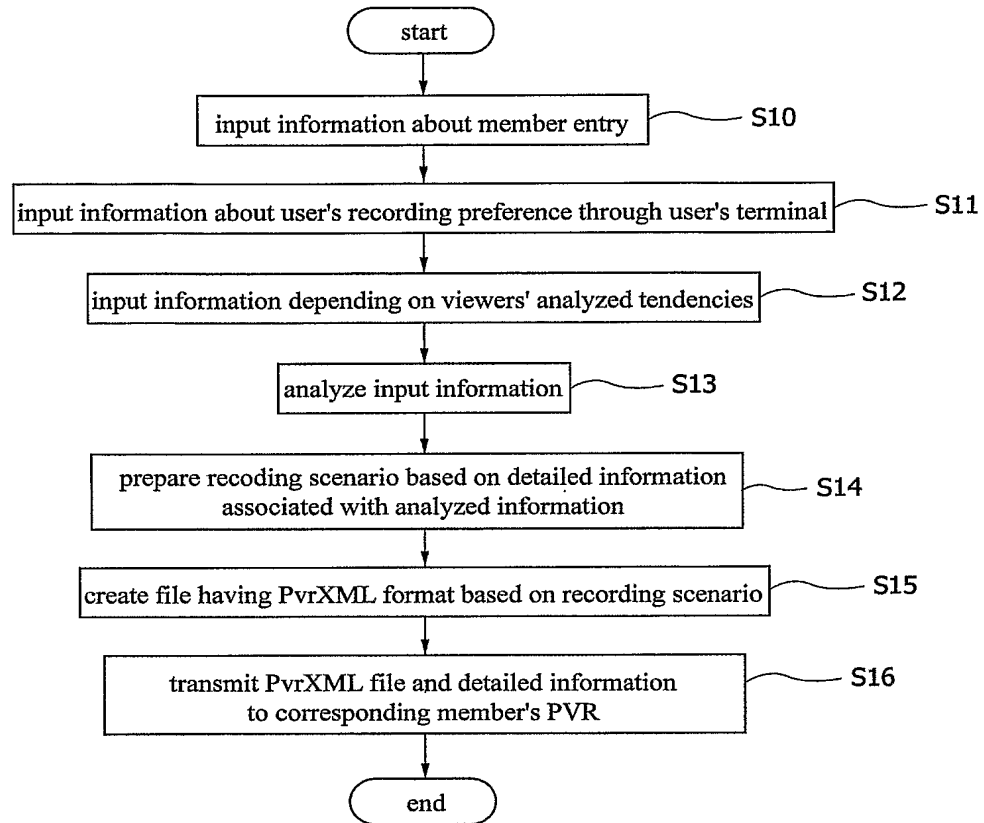 start
input information about member entry
S10
input information about user's recording preference through user's terminal
S11
input information depending on viewers' analyzed tendencies
S12
analyze input information
S13
prepare recoding scenario based on detailed information
associated with analyzed information
S14
create file having PvrXML format based on recording scenario
S15
transmit PvrXML file and detailed information
to corresponding member's PVR
S16
end